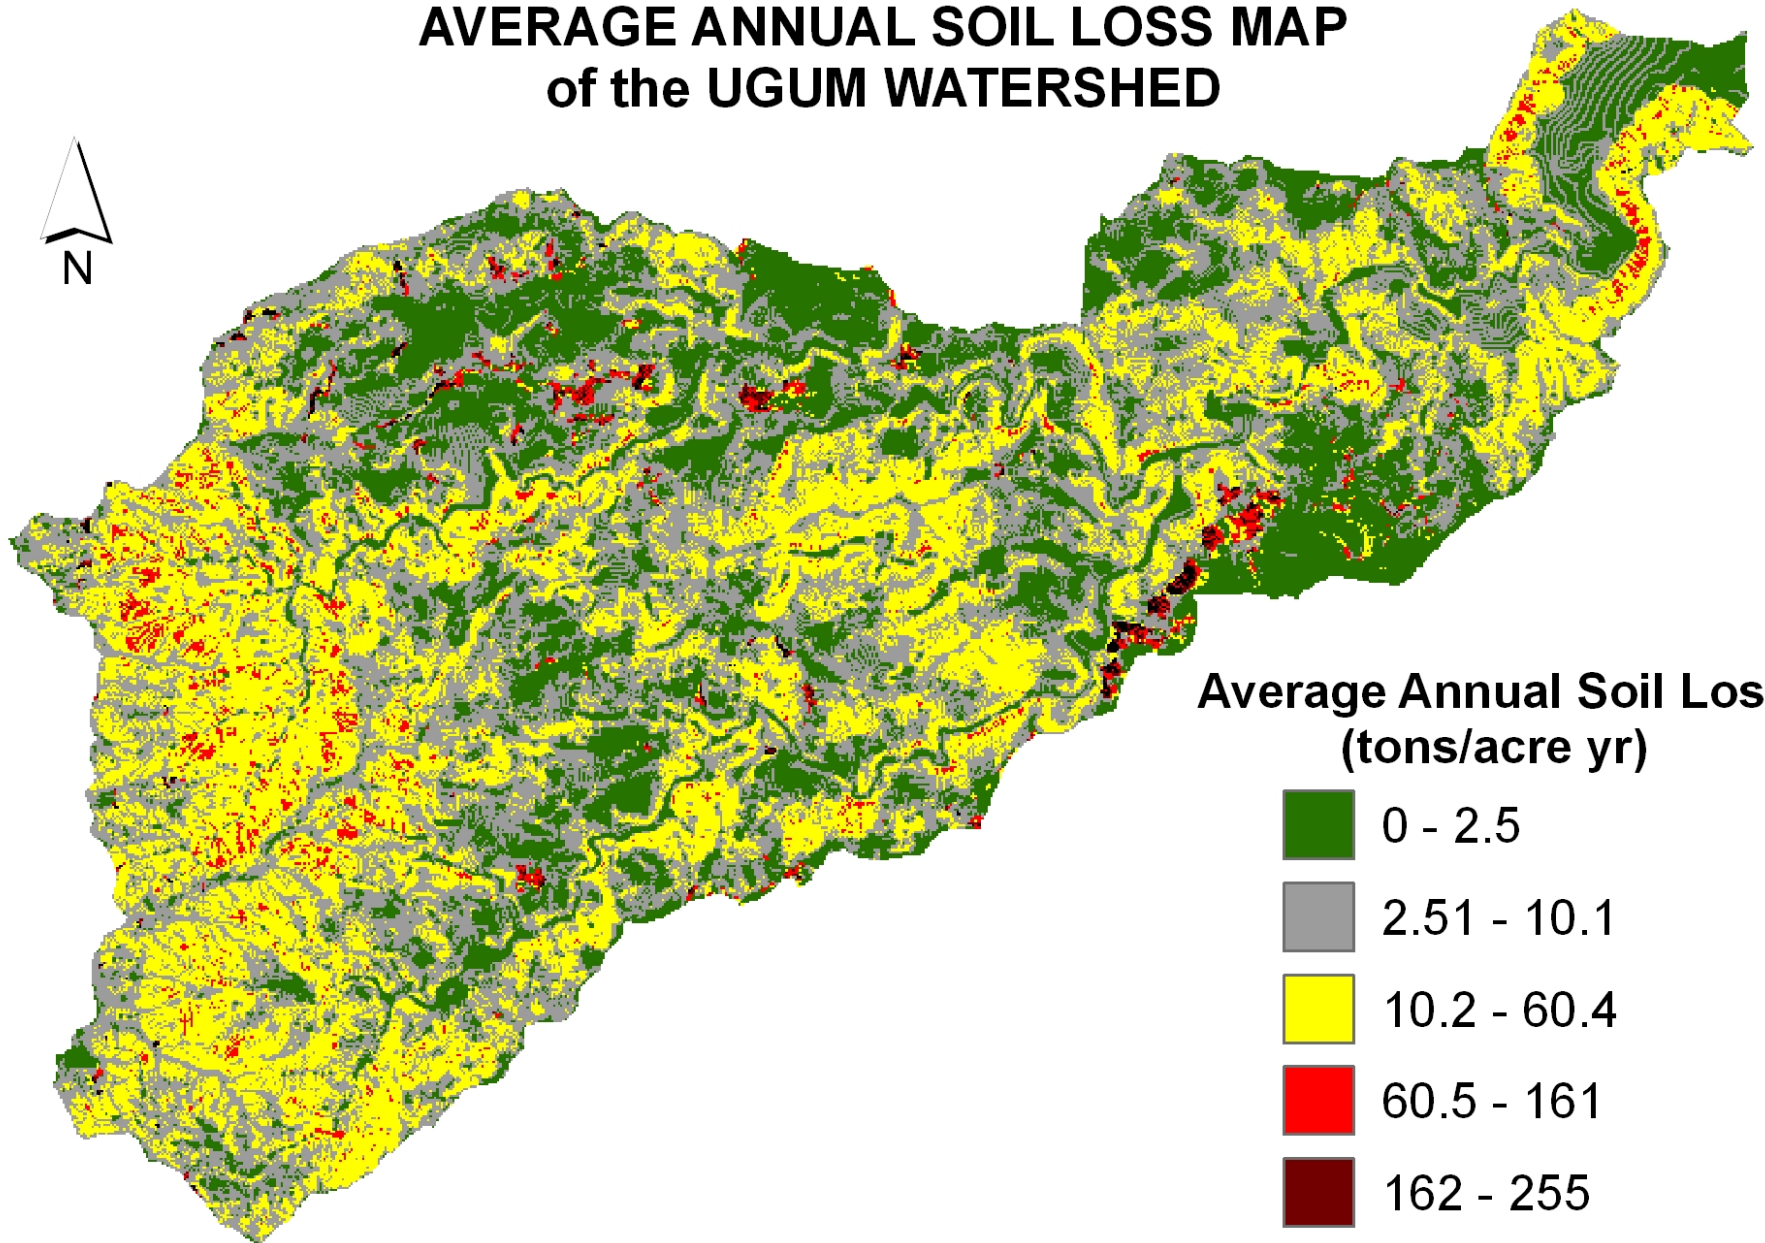 AVERAGE ANNUAL SOIL LOSS MAP
of the UGUM WATERSHED
N
Average Annual Soil Los
(tons/acre yr)
0 - 2.5
2.51 - 10.1
10.2 - 60.4
60.5 - 161
162 - 255